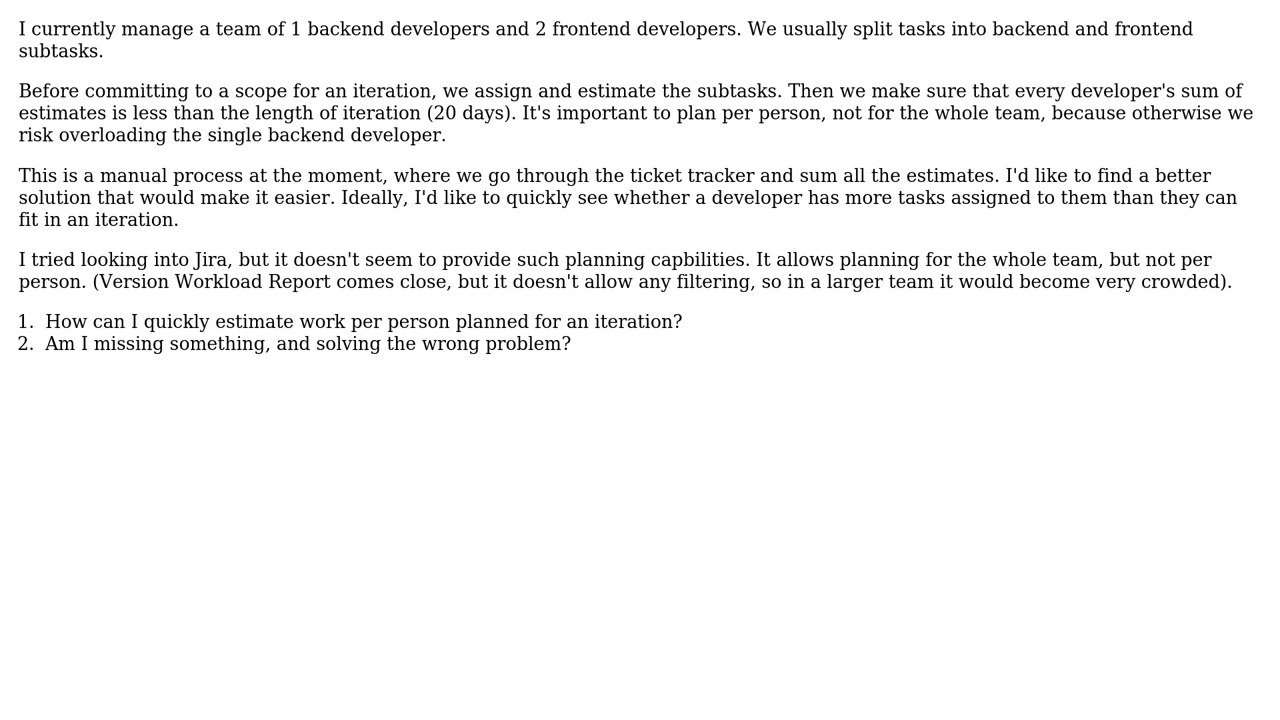 I currently manage a team of 1 backend developers and 2 frontend developers. We usually split tasks into backend and frontend
subtasks.
Before committing to a scope for an iteration, we assign and estimate the subtasks. Then we make sure that every developer's sum of
estimates is less than the length of iteration (20 days). It's important to plan per person, not for the whole team, because otherwise we
risk overloading the single backend developer.
This is a manual process at the moment, where we go through the ticket tracker and sum all the estimates. I'd like to find a better
solution that would make it easier. Ideally, I'd like to quickly see whether a developer has more tasks assigned to them than they can
fit in an iteration.
I tried looking into Jira, but it doesn't seem to provide such planning capbilities. It allows planning for the whole team, but not per
person. (Version Workload Report comes close, but it doesn't allow any filtering, so in a larger team it would become very crowded).
1. How can I quickly estimate work per person planned for an iteration?
2. Am I missing something, and solving the wrong problem?